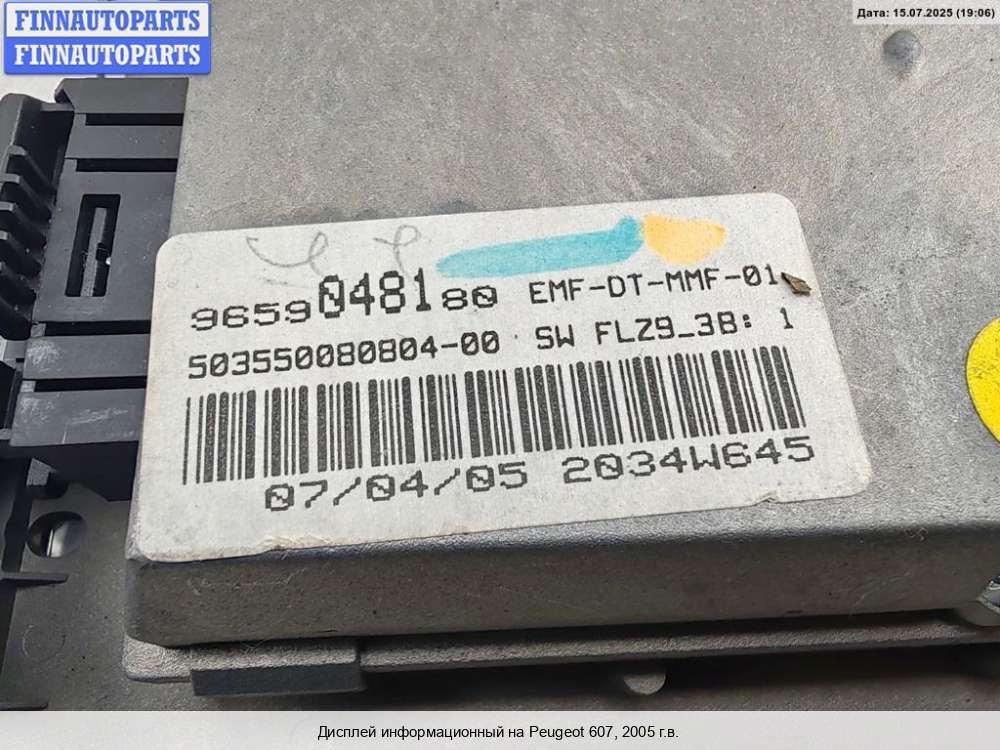 FINNAUTOPARTS
FINNAUTOPARTS
Дата: 15.07.2025 (19:06)
9659048180 EMF-DT-MMF-01
503550080804-00 SW FLZ9_3B: 1
07/04/05 2034W645
Дисплей информационный на Peugeot 607, 2005 г.в.